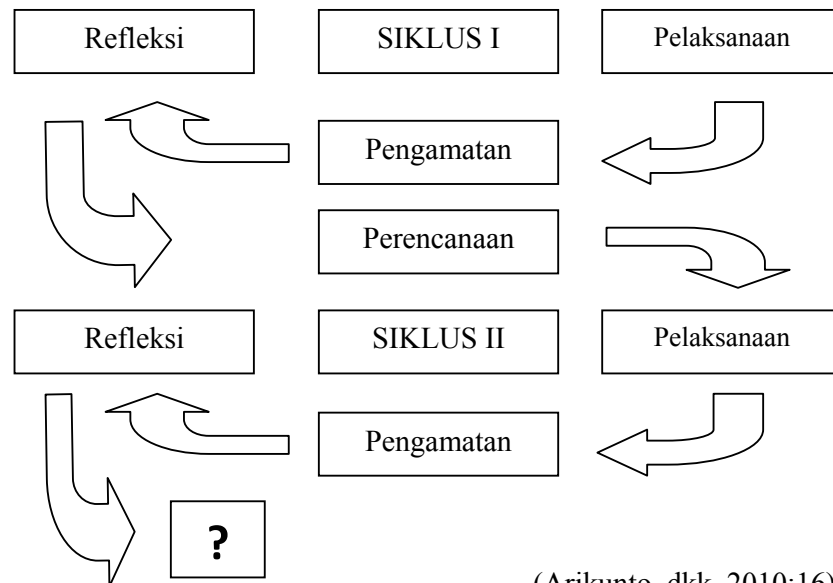 Refleksi
SIKLUS I
Pelaksanaan
Pengamatan
Perencanaan
Refleksi
SIKLUS II
Pelaksanaan
Pengamatan
?
(Arikunto, dkk, 2010:16)